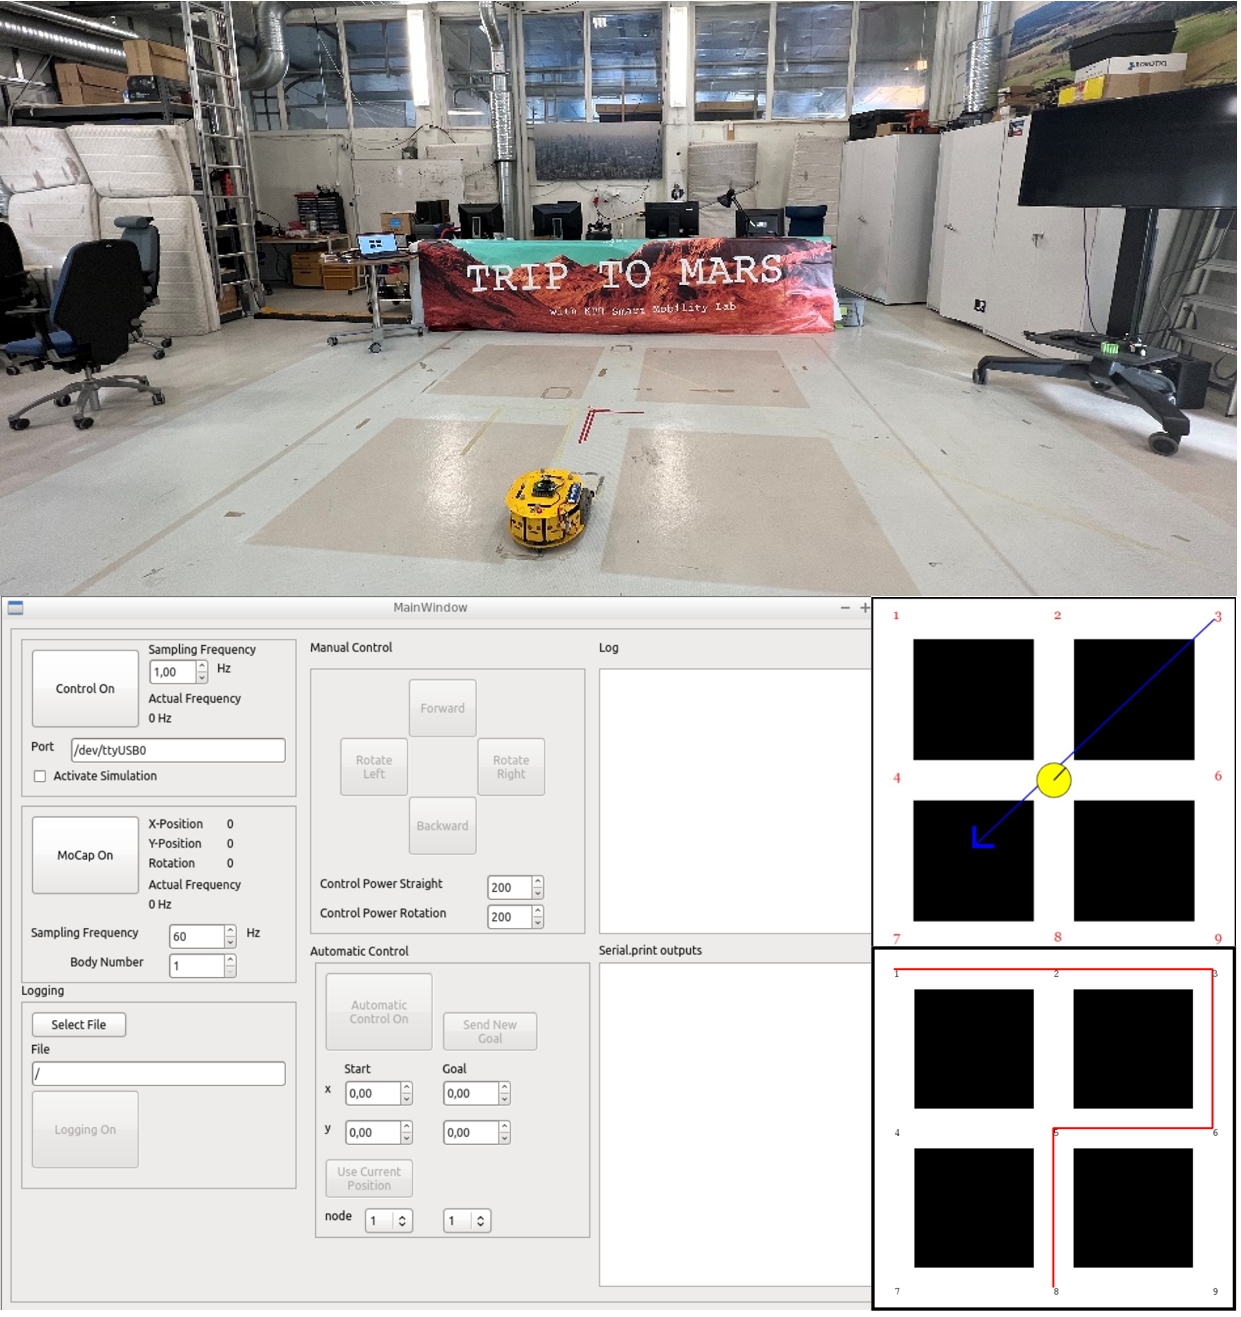 ROBOTIQ
TRIP TO MARS
with KTH Smart Mobility Lab
MainWindow
Control On
Sampling Frequency
1,00
Hz
Actual Frequency
0 Hz
Port
/dev/ttyUSB0
Activate Simulation
MoCap On
X-Position 0
Y-Position 0
Rotation 0
Actual Frequency
0 Hz
Sampling Frequency
60
Hz
Body Number
1
Logging
Select File
File
/
Logging On
Manual Control
Forward
Rotate
Left
Rotate
Right
Backward
Control Power Straight
200
Control Power Rotation
200
Automatic Control
Automatic
Control On
Send New
Goal
Start
Goal
x
0,00
0,00
y
0,00
0,00
Use Current
Position
node
1
1
Log
Serial.print outputs
1 2 3
4 6
7 8 9
1 2 3
4 5 6
7 8 9